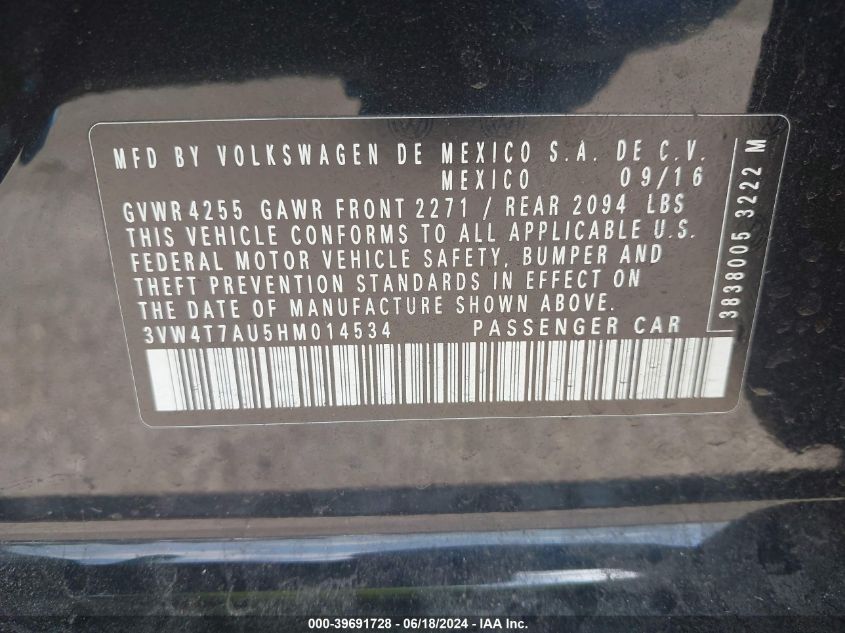 MFD BY VOLKSWAGEN DE MEXICO S.A. DE C.V.
MEXICO 09/16
GVWR 4255 GAWR FRONT 2271 / REAR 2094 LBS
THIS VEHICLE CONFORMS TO ALL APPLICABLE U.S.
FEDERAL MOTOR VEHICLE SAFETY, BUMPER AND
THEFT PREVENTION STANDARDS IN EFFECT ON
THE DATE OF MANUFACTURE SHOWN ABOVE.
3VW4T7AU5HM014534 PASSENGER CAR
3838005 3222 M
000-39691728 - 06/18/2024 - IAA Inc.